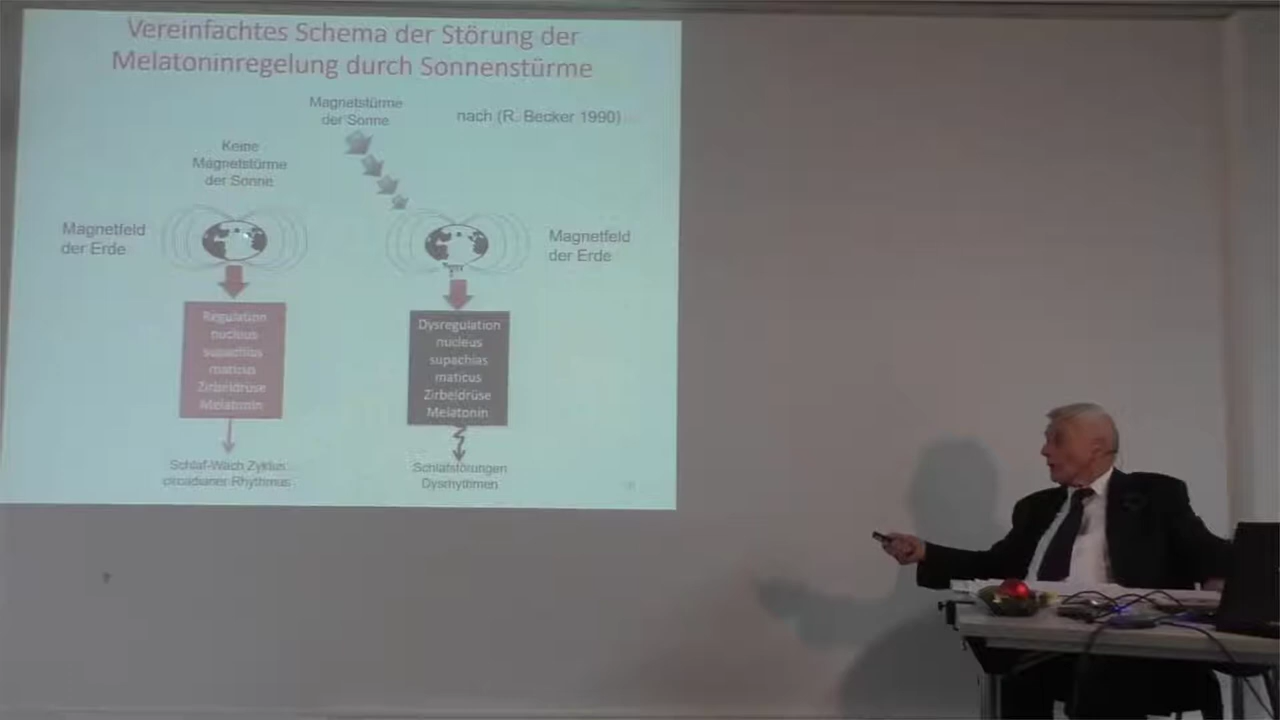 Vereinfachtes Schema der Störung der
Melatoninregelung durch Sonnenstürme
Magnetstürme
der Sonne
nach (R. Becker 1990)
Keine
Magnetstürme
der Sonne
Magnetfeld
der Erde
Magnetfeld
der Erde
Regulation
nucleus
supachias
maticus
Zirbeldrüse
Melatonin
Dysregulation
nucleus
supachias
maticus
Zirbeldrüse
Melatonin
Schlaf-Wach Zyklus
circadianer Rhythmus
Schlafstörungen
Dysrhythmen